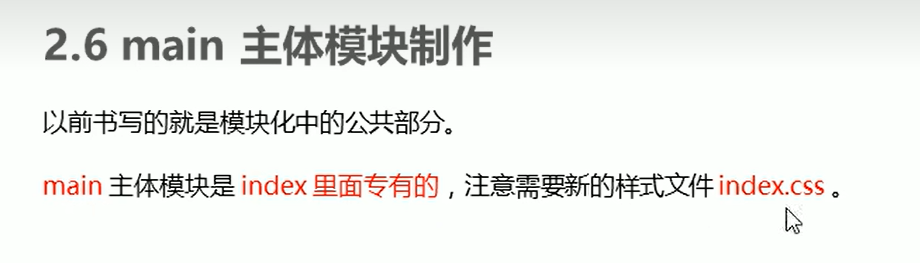 2.6 main 主体模块制作
以前书写的就是模块化中的公共部分。
main 主体模块是 index 里面专有的，注意需要新的样式文件 index.css 。